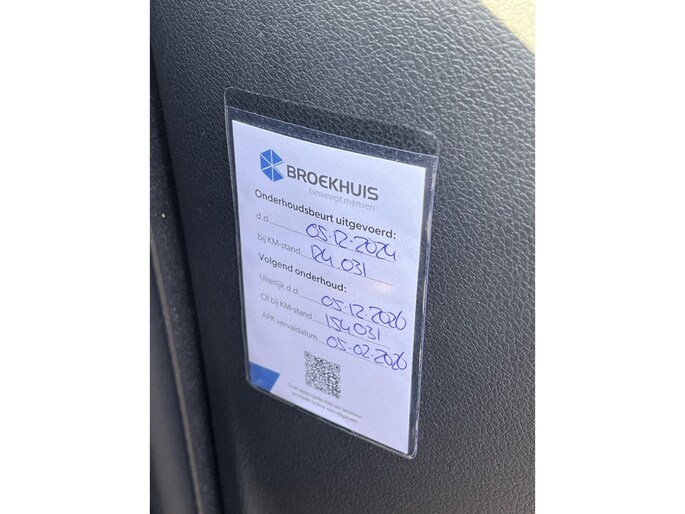 BROEKHUIS
beweegt mensen
Onderhoudsbeurt uitgevoerd:
d.d. 05-12-2024
bij KM-stand 124.031
Volgend onderhoud:
Uiterlijk d.d. 05-12-2026
Of bij KM-stand 154.031
APK vervaldatum 05-02-2026